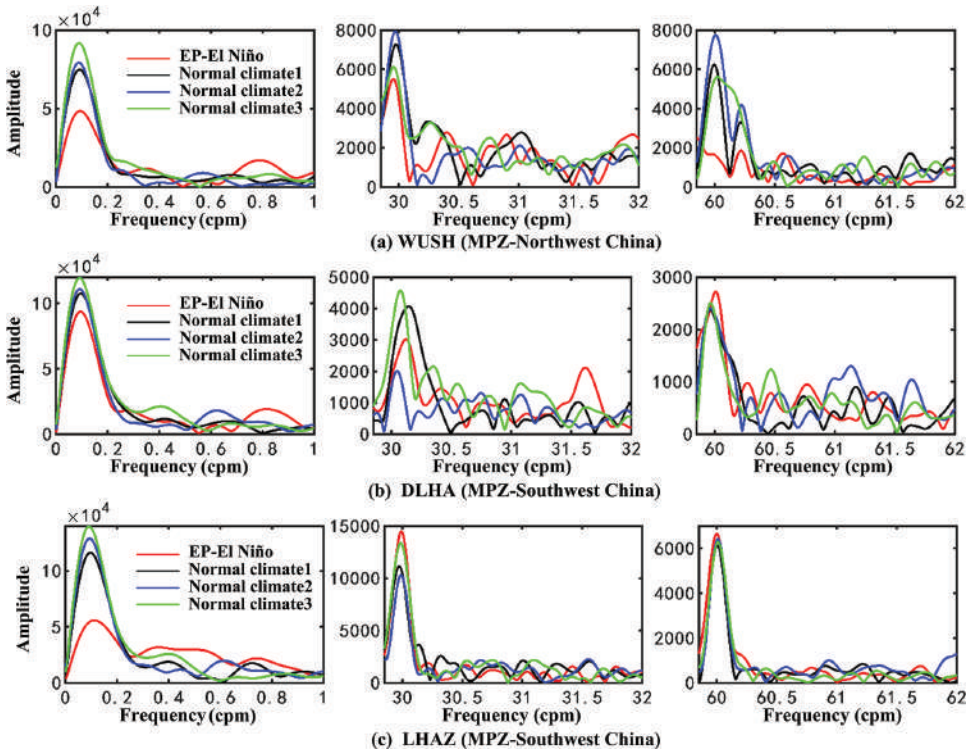 ×10⁴
10
5
0
Amplitude
EP-El Niño
Normal climate1
Normal climate2
Normal climate3
0 0.2 0.4 0.6 0.8 1
Frequency (cpm)
8000
6000
4000
2000
0
30 30.5 31 31.5 32
Frequency (cpm)
8000
6000
4000
2000
0
60 60.5 61 61.5 62
Frequency (cpm)
(a) WUSH (MPZ-Northwest China)
×10⁴
10
5
0
Amplitude
EP-El Niño
Normal climate1
Normal climate2
Normal climate3
0 0.2 0.4 0.6 0.8 1
Frequency (cpm)
5000
4000
3000
2000
1000
0
30 30.5 31 31.5 32
Frequency (cpm)
3000
2000
1000
0
60 60.5 61 61.5 62
Frequency (cpm)
(b) DLHA (MPZ-Southwest China)
×10⁴
10
5
0
Amplitude
EP-El Niño
Normal climate1
Normal climate2
Normal climate3
0 0.2 0.4 0.6 0.8 1
Frequency (cpm)
15000
10000
5000
0
30 30.5 31 31.5 32
Frequency (cpm)
6000
4000
2000
0
60 60.5 61 61.5 62
Frequency (cpm)
(c) LHAZ (MPZ-Southwest China)